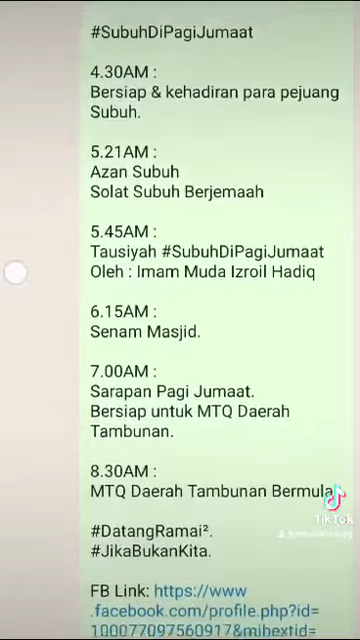 #SubuhDiPagiJumaat
4.30AM :
Bersiap & kehadiran para pejuang
Subuh.
5.21AM :
Azan Subuh
Solat Subuh Berjemaah
5.45AM :
Tausiyah #SubuhDiPagiJumaat
Oleh : Imam Muda Izroil Hadiq
6.15AM :
Senam Masjid.
7.00AM :
Sarapan Pagi Jumaat.
Bersiap untuk MTQ Daerah
Tambunan.
8.30AM :
MTQ Daerah Tambunan Bermula
TikTok
#DatangRamai².
#JikaBukanKita.
FB Link: https://www
.facebook.com/profile.php?id=
100077097560917&mibextid=